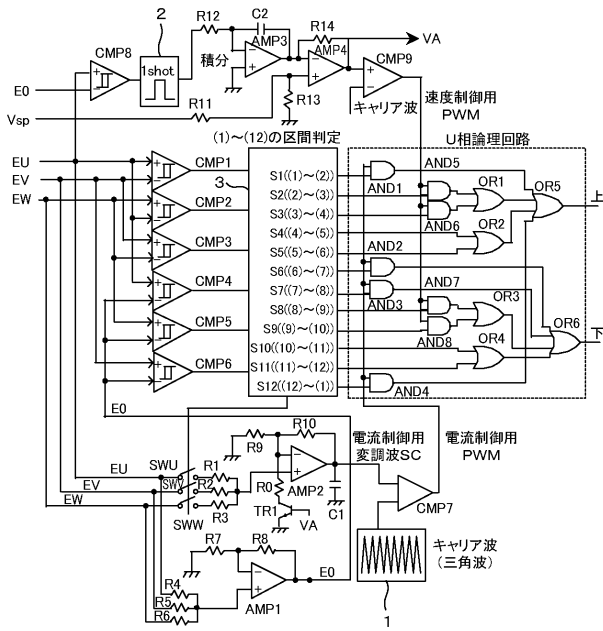 2
R12
C2
R14
AMP3
CMP8
AMP4
VA
1shot
CMP9
積分
E0
R11
R13
速度制御用
PWM
Vsp
キャリア波
(1)~(12)の区間判定
U相論理回路
EU
EV
EW
CMP1
CMP2
CMP3
CMP4
CMP5
CMP6
3
S1((1)~(2))
S2((2)~(3))
S3((3)~(4))
S4((4)~(5))
S5((5)~(6))
S6((6)~(7))
S7((7)~(8))
S8((8)~(9))
S9((9)~(10))
S10((10)~(11))
S11((11)~(12))
S12((12)~(1))
AND5
AND1
OR1
OR5
上
AND6
OR2
AND2
AND7
AND3
OR3
OR6
下
AND8
OR4
AND4
E0
R10
R9
電流制御用
変調波SC
電流制御用
PWM
EU
SWU
R1
EV
SWV
R2
R0
AMP2
EW
R3
C1
CMP7
SWW
TR1
VA
R7
R8
キャリア波
(三角波)
E0
R4
AMP1
R5
R6
1